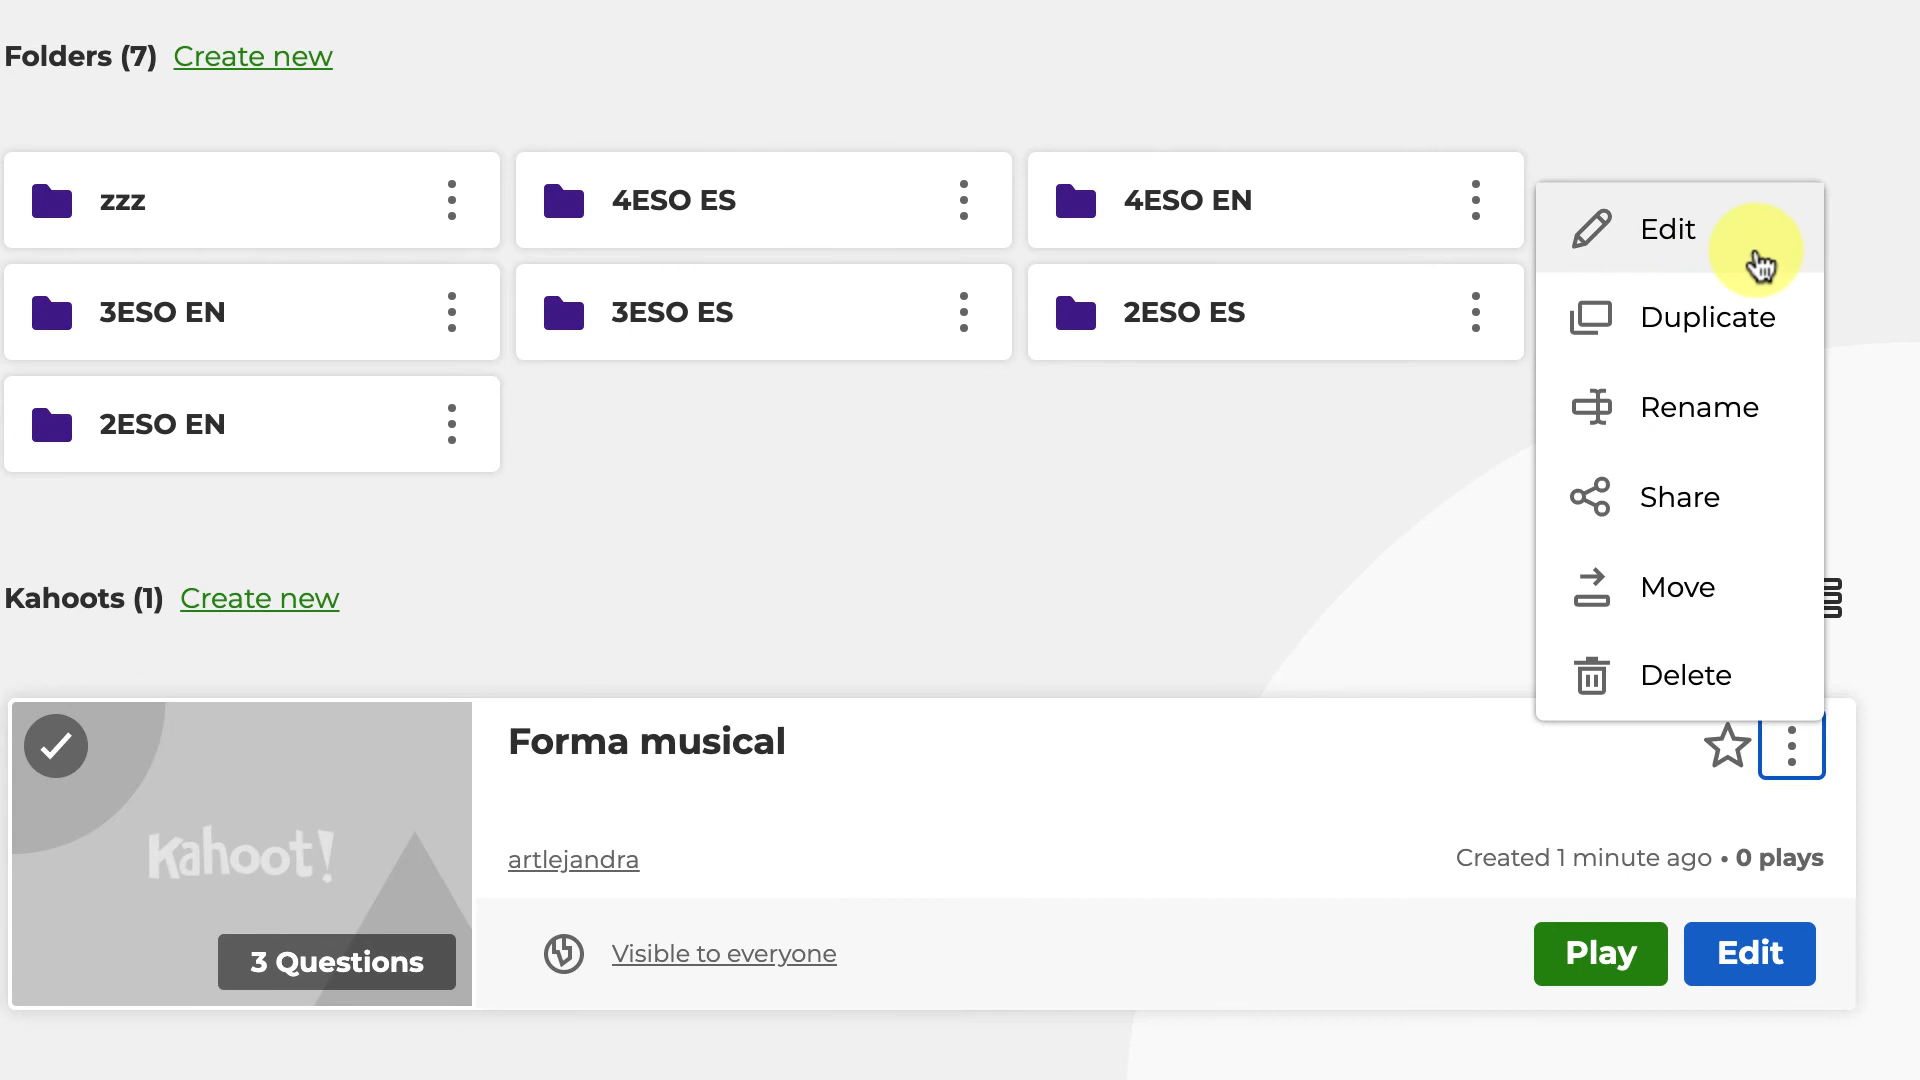 Folders (7) Create new
zzz
4ESO ES
4ESO EN
3ESO EN
3ESO ES
2ESO ES
2ESO EN
Edit
Duplicate
Rename
Share
Move
Delete
Kahoots (1) Create new
Kahoot!
3 Questions
Forma musical
artlejandra
Created 1 minute ago • 0 plays
Visible to everyone
Play
Edit